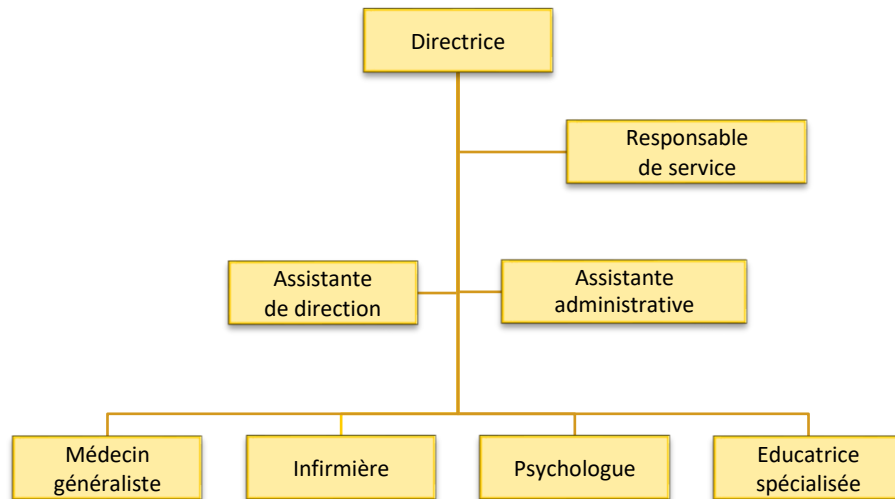 Directrice
Responsable
de service
Assistante
de direction
Assistante
administrative
Médecin
généraliste
Infirmière
Psychologue
Educatrice
spécialisée